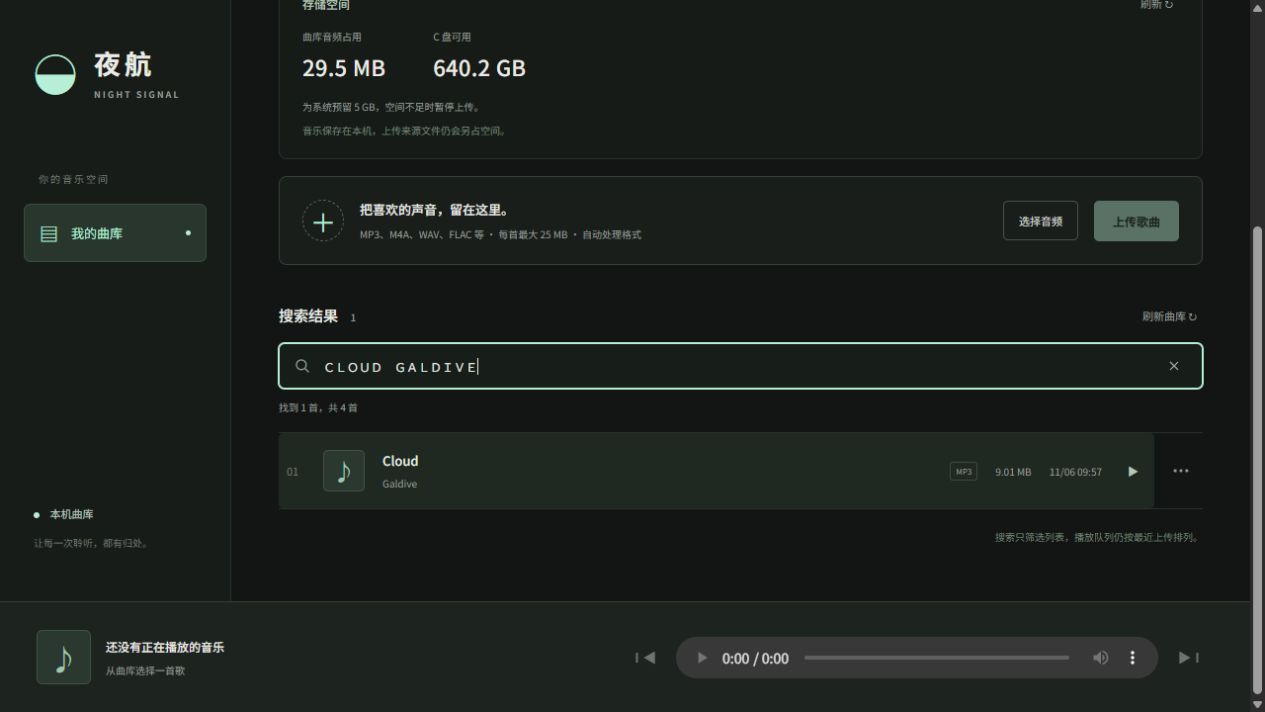 夜航
NIGHT SIGNAL
你的音乐空间
我的曲库
本机曲库
让每一次聆听，都有归处。
存储空间
刷新 ↻
曲库音频占用
C 盘可用
29.5 MB
640.2 GB
为系统预留 5 GB，空间不足时暂停上传。
音乐保存在本机，上传来源文件仍会另占空间。
把喜欢的声音，留在这里。
MP3、M4A、WAV、FLAC 等 · 每首最大 25 MB · 自动处理格式
选择音频
上传歌曲
搜索结果 1
刷新曲库 ↻
CLOUD GALDIVE
找到 1 首，共 4 首
01
Cloud
Galdive
MP3
9.01 MB
11/06 09:57
搜索只筛选列表，播放队列仍按最近上传排列。
还没有正在播放的音乐
从曲库选择一首歌
0:00 / 0:00